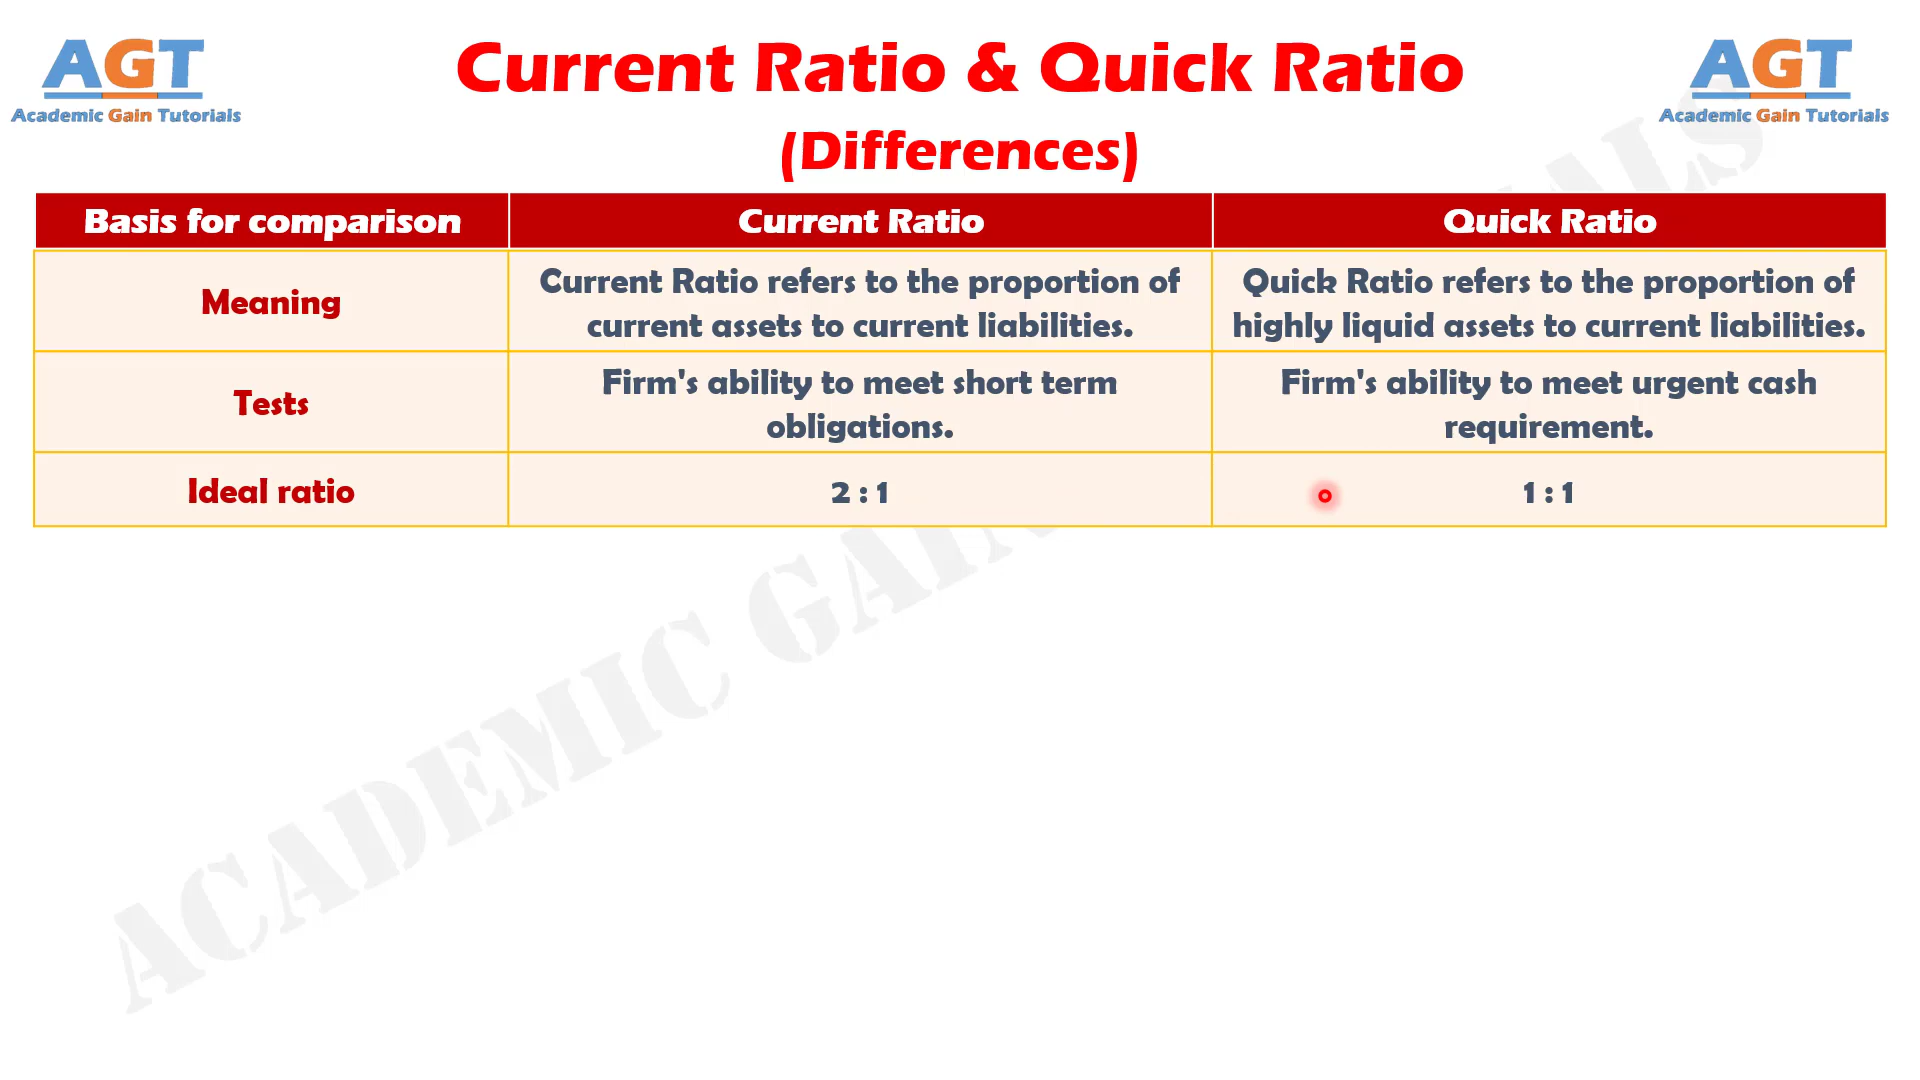 AGT
Academic Gain Tutorials
Current Ratio & Quick Ratio
(Differences)
AGT
Academic Gain Tutorials
Basis for comparison
Current Ratio
Quick Ratio
Meaning
Current Ratio refers to the proportion of
current assets to current liabilities.
Quick Ratio refers to the proportion of
highly liquid assets to current liabilities.
Tests
Firm's ability to meet short term
obligations.
Firm's ability to meet urgent cash
requirement.
Ideal ratio
2 : 1
1 : 1
ACADEMIC GAIN